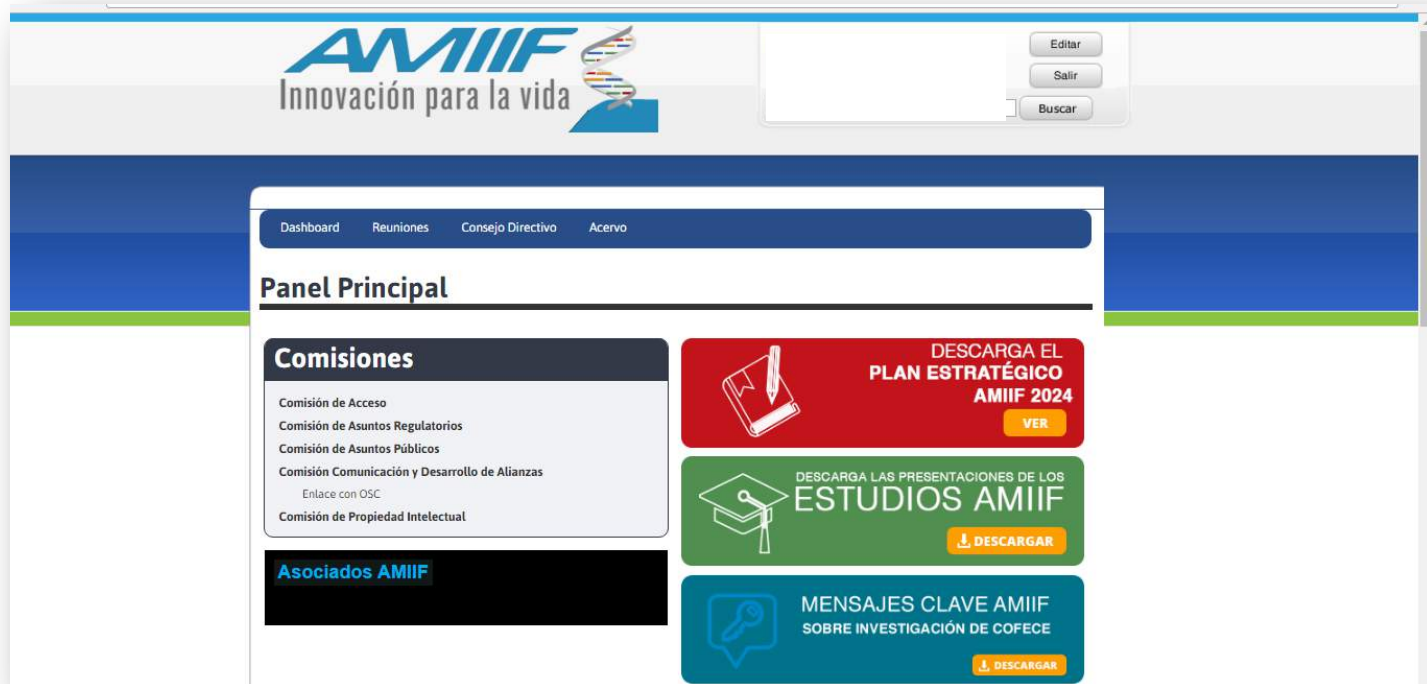 AMIIF
Innovación para la vida
Editar
Salir
Buscar
Dashboard Reuniones Consejo Directivo Acervo
Panel Principal
Comisiones
Comisión de Acceso
Comisión de Asuntos Regulatorios
Comisión de Asuntos Públicos
Comisión Comunicación y Desarrollo de Alianzas
Enlace con OSC
Comisión de Propiedad Intelectual
Asociados AMIIF
DESCARGA EL
PLAN ESTRATÉGICO
AMIIF 2024
VER
DESCARGA LAS PRESENTACIONES DE LOS
ESTUDIOS AMIIF
DESCARGAR
MENSAJES CLAVE AMIIF
SOBRE INVESTIGACIÓN DE COFECE
DESCARGAR